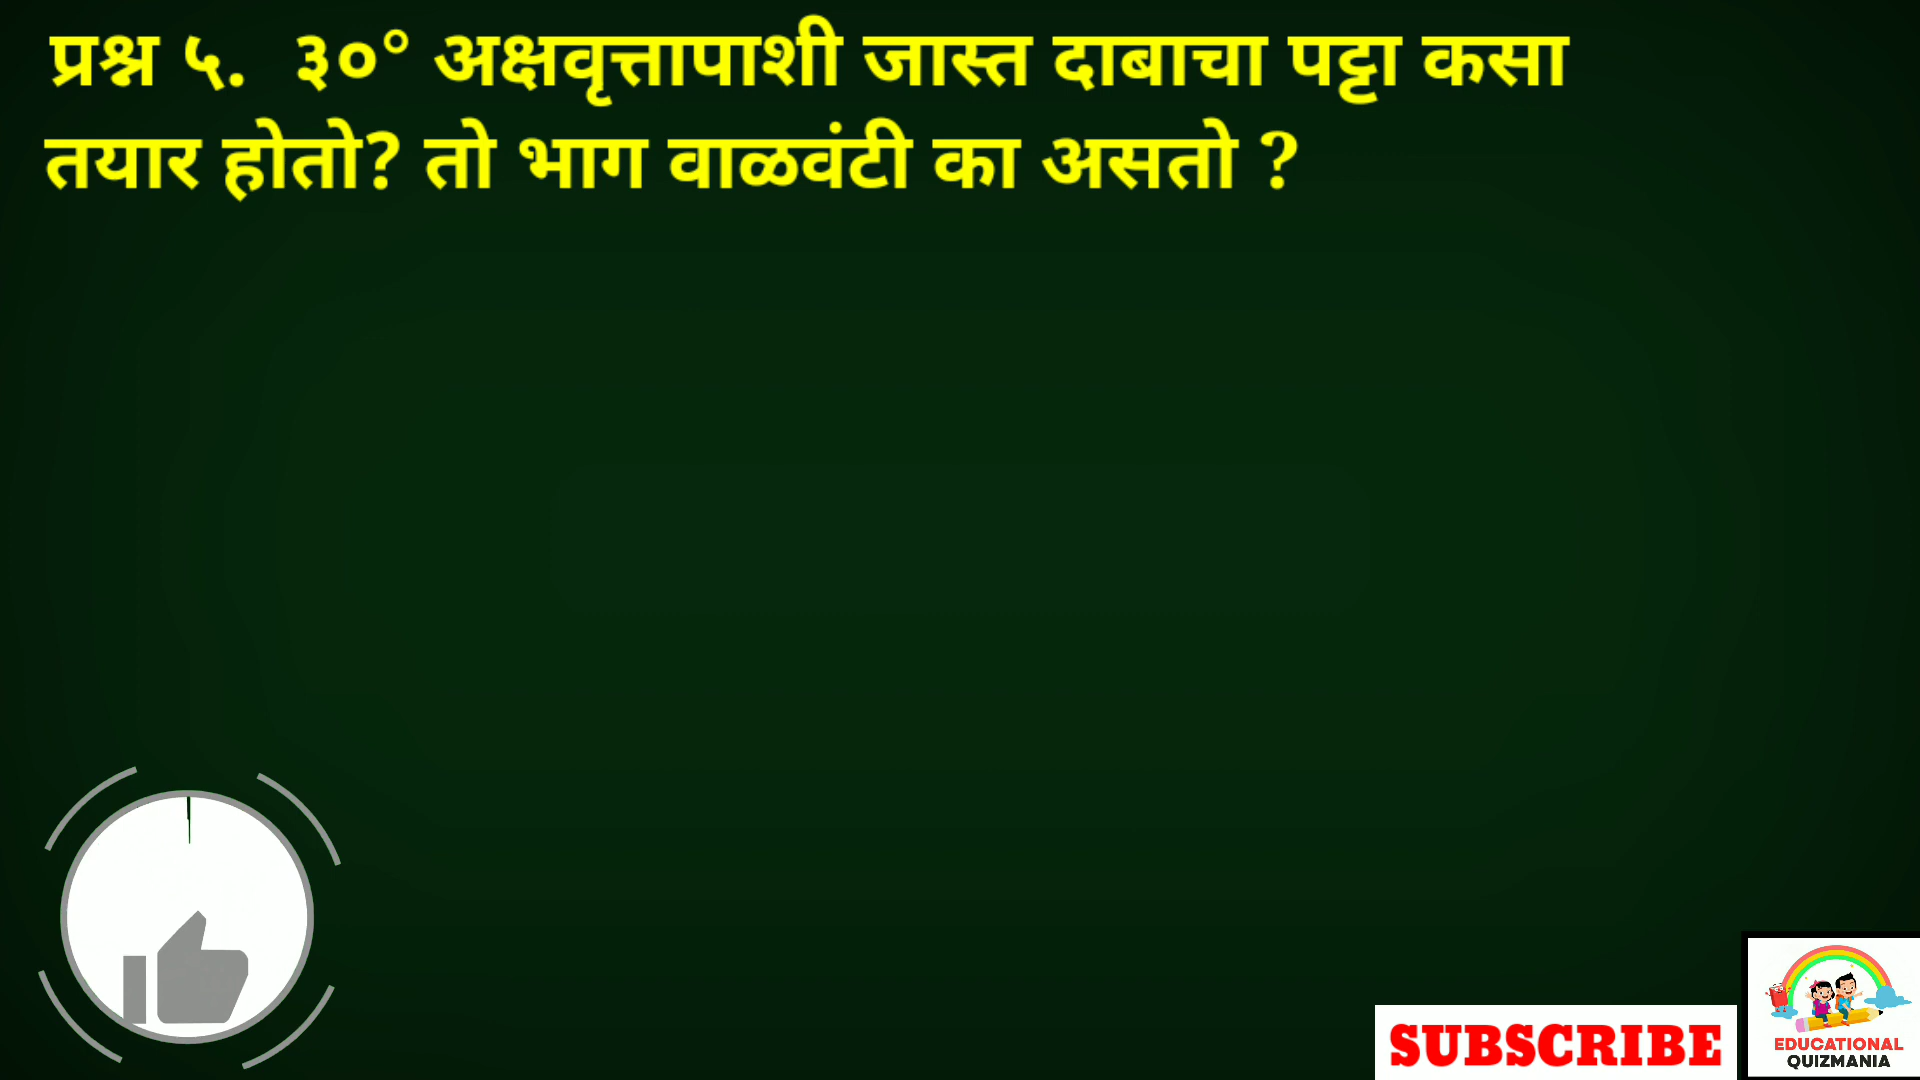 प्रश्न ५. ३०° अक्षवृत्तापाशी जास्त दाबाचा पट्टा कसा
तयार होतो? तो भाग वाळवंटी का असतो ?
SUBSCRIBE
EDUCATIONAL
QUIZMANIA